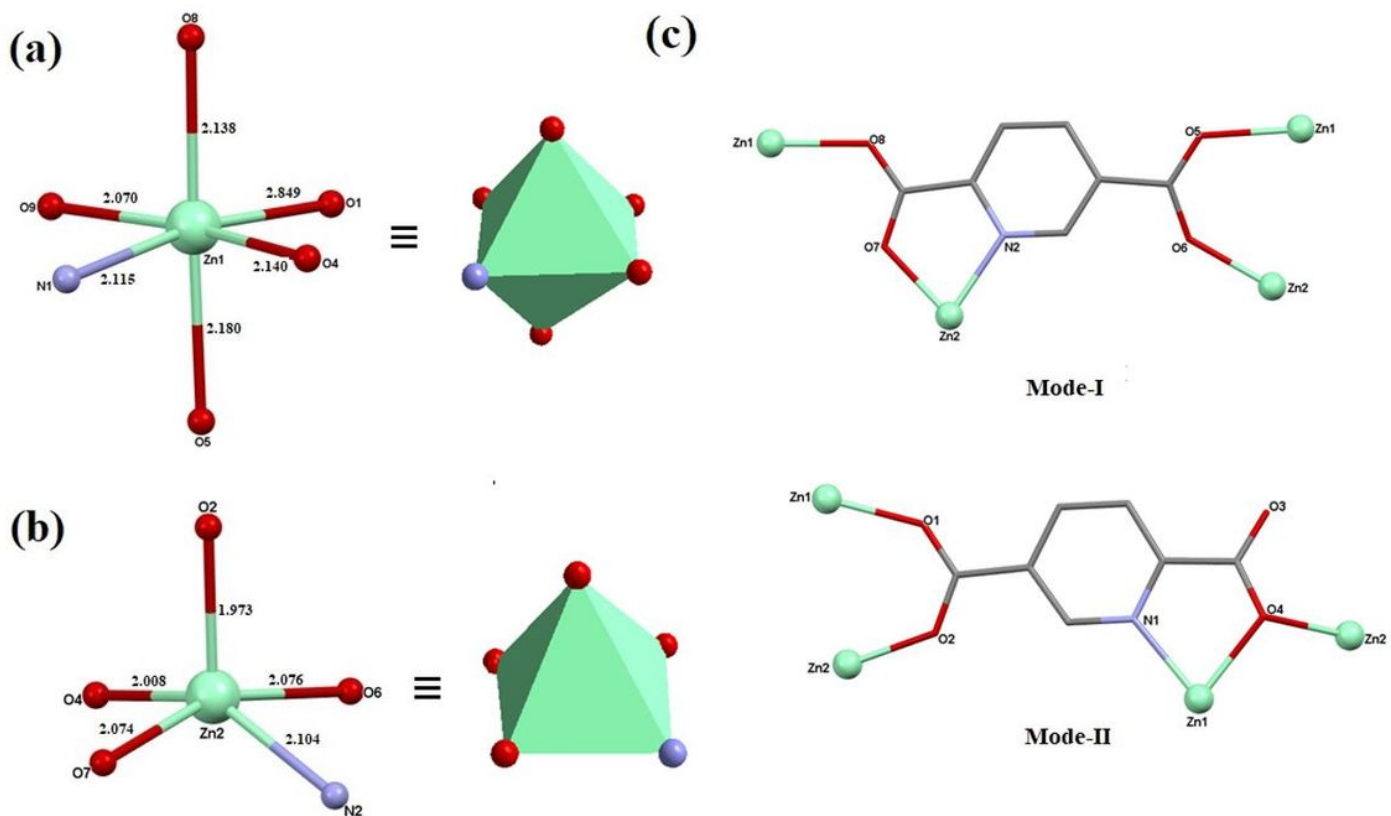 (a)
O8
2.138
2.070
2.849
O9
O1
Zn1
2.140
O4
N1
2.115
2.180
O5
≡
(b)
O2
1.973
2.008
2.076
O4
O6
2.074
Zn2
2.104
O7
N2
≡
(c)
Zn1
O8
O5
Zn1
O7
N2
O6
Zn2
Zn2
Mode-I
Zn1
O1
O3
O2
N1
O4
Zn2
Zn2
Zn1
Mode-II